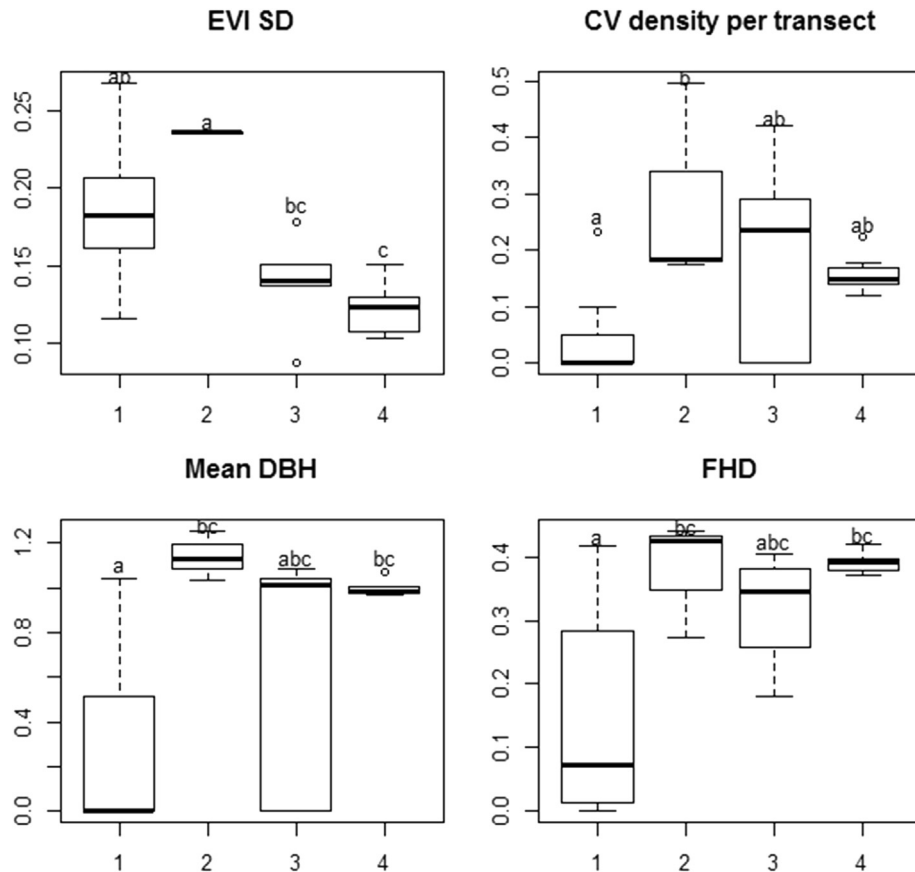 EVI SD
ab
a
bc
c
0.25
0.20
0.15
0.10
1 2 3 4
CV density per transect
b
ab
a
ab
0.5
0.4
0.3
0.2
0.1
0.0
1 2 3 4
Mean DBH
bc
a
abc
bc
1.2
0.8
0.4
0.0
1 2 3 4
FHD
a
bc
abc
bc
0.4
0.3
0.2
0.1
0.0
1 2 3 4